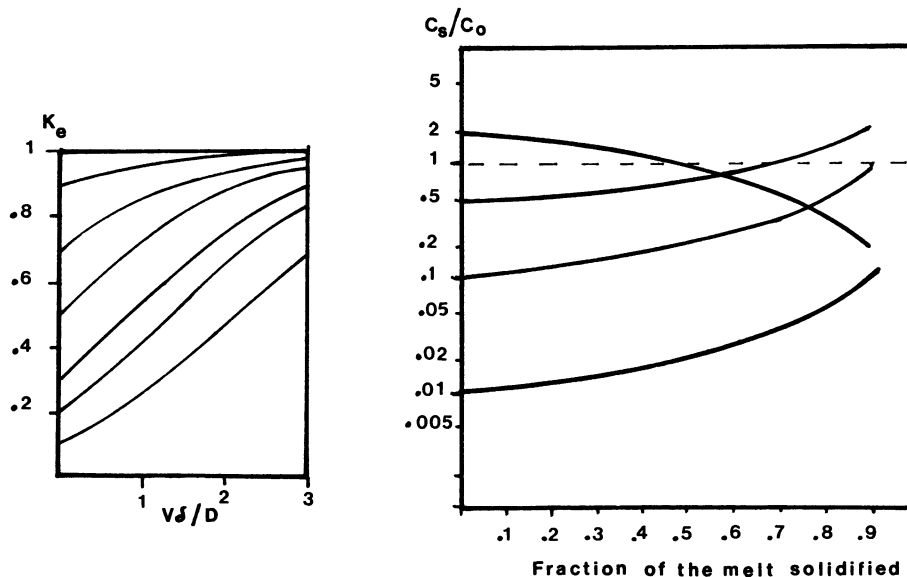 Ke
1
.8
.6
.4
.2
1 2 3
Vδ/D
Cs/Co
5
2
1
.5
.2
.1
.05
.02
.01
.005
.1 .2 .3 .4 .5 .6 .7 .8 .9
Fraction of the melt solidified